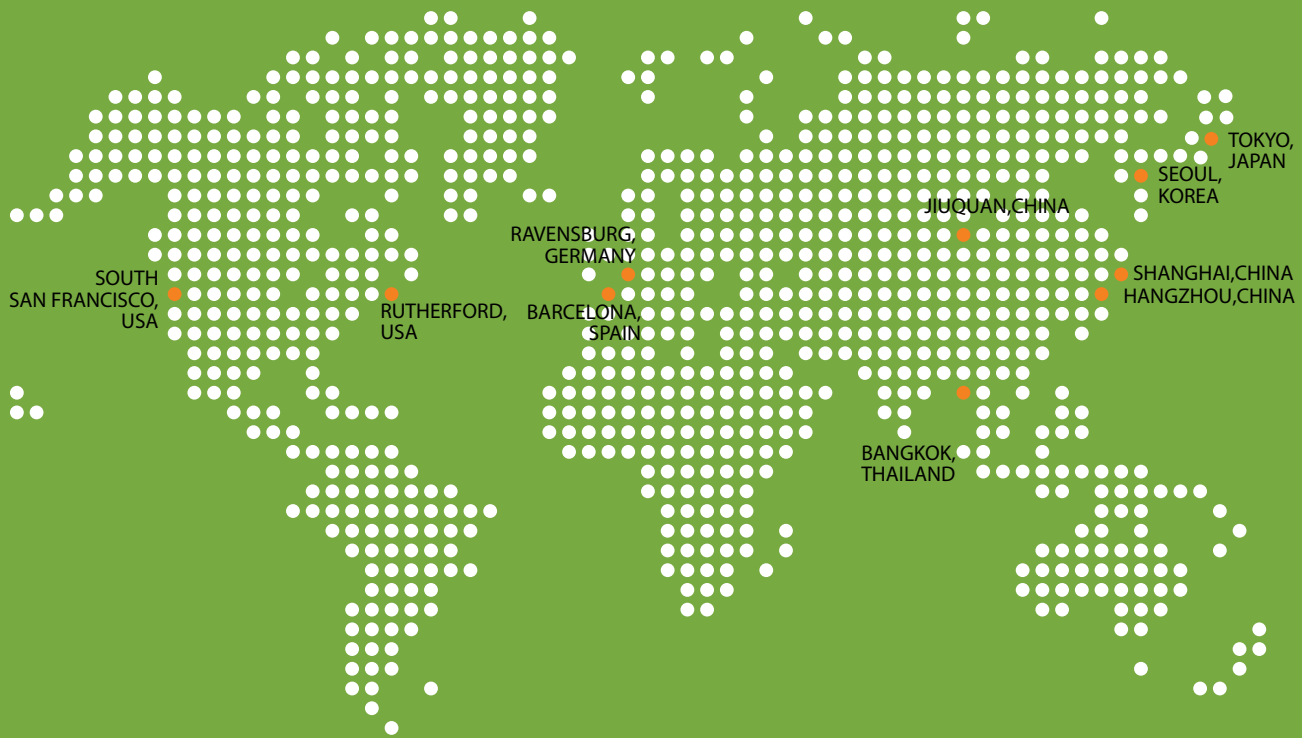 TOKYO,
JAPAN
SEOUL,
KOREA
JIUQUAN,CHINA
RAVENSBURG,
GERMANY
SHANGHAI,CHINA
HANGZHOU,CHINA
SOUTH
SAN FRANCISCO,
USA
RUTHERFORD,
USA
BARCELONA,
SPAIN
BANGKOK,
THAILAND